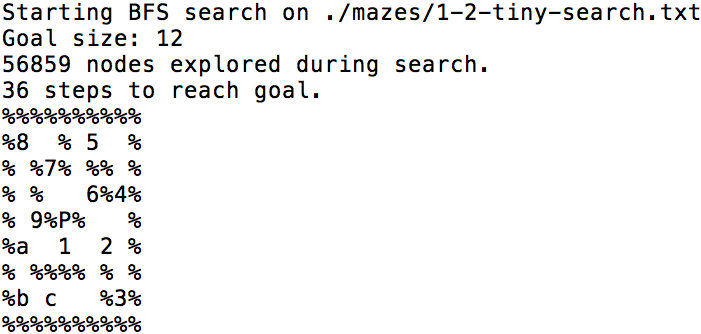 Starting BFS search on ./mazes/1-2-tiny-search.txt
Goal size: 12
56859 nodes explored during search.
36 steps to reach goal.
%%%%%%%%%%
%8  % 5  %
% %7% %% %
% %   6%4%
% 9%P%   %
%a  1  2 %
% %%%% % %
%b c   %3%
%%%%%%%%%%